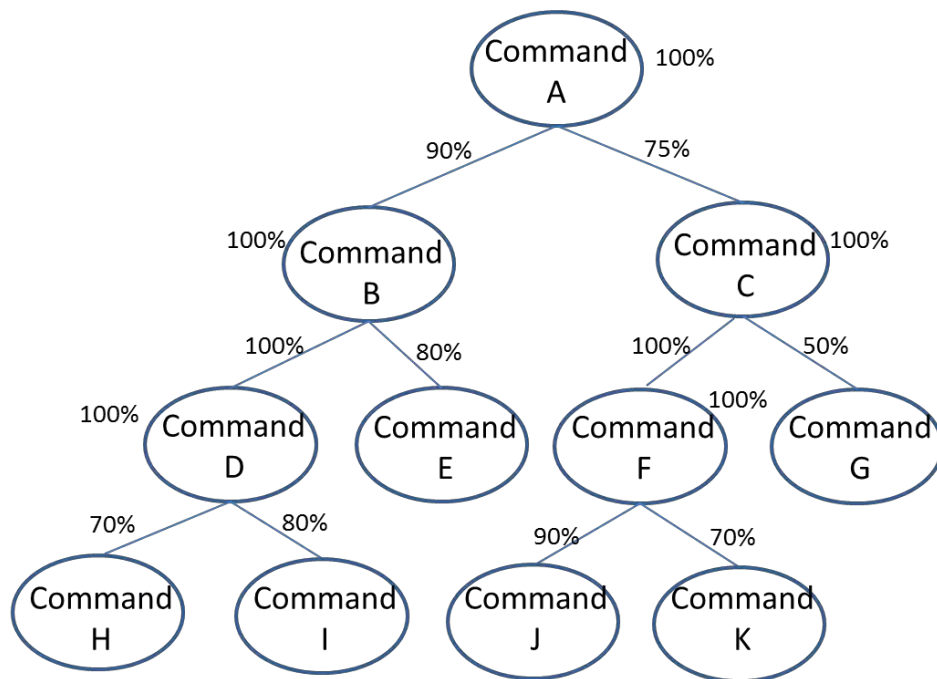 Command
A
100%
90%
75%
100%
Command
B
Command
C
100%
100%
80%
100%
50%
100%
Command
D
Command
E
Command
F
100%
Command
G
70%
80%
90%
70%
Command
H
Command
I
Command
J
Command
K